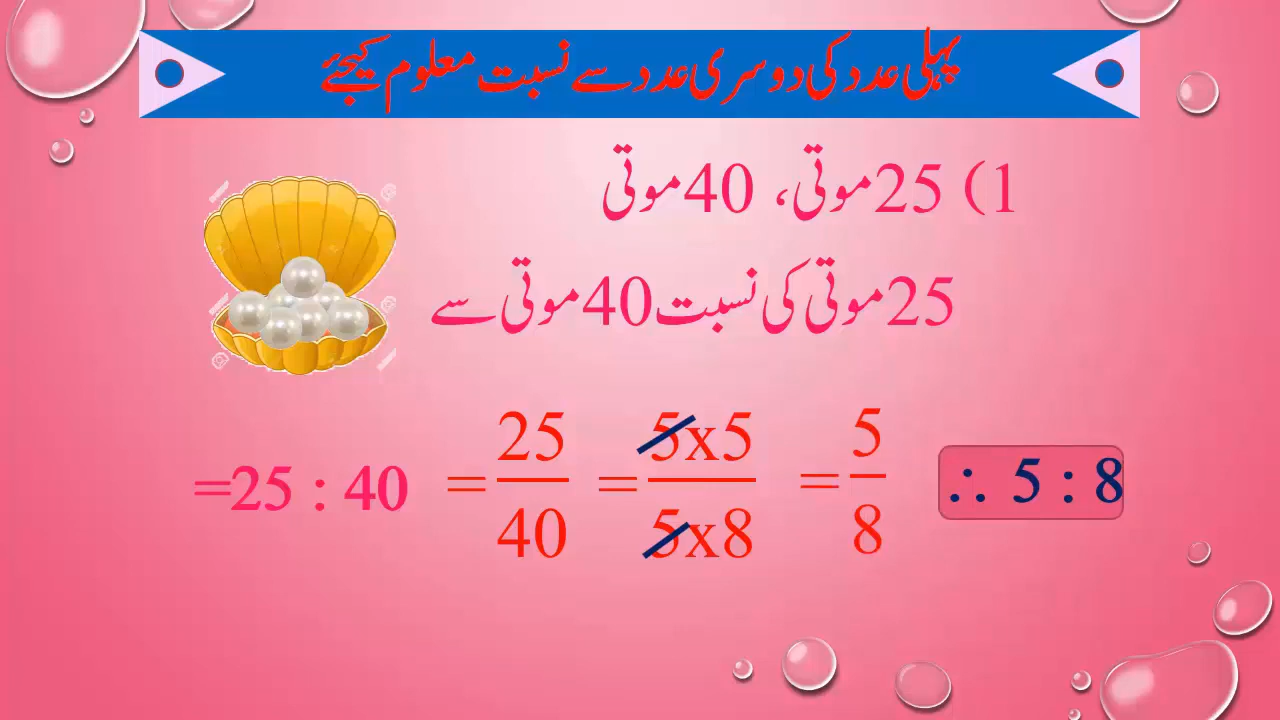 پہلی عدد کی دوسری عدد سے نسبت معلوم کیجئے
1) 25 موتی، 40 موتی
25 موتی کی نسبت 40 موتی سے
=25 : 40 = 25/40 = 5x5/5x8 = 5/8 ∴ 5 : 8